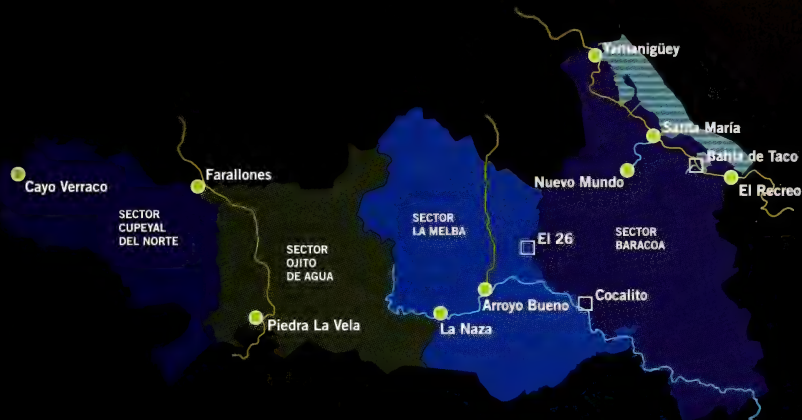 Yamanigüey
Santa María
Bahía de Taco
Farallones
Cayo Verraco
Nuevo Mundo
El Recreo
SECTOR
CUPEYAL
DEL NORTE
SECTOR
LA MELBA
SECTOR
BARACOA
El 26
SECTOR
OJITO
DE AGUA
Cocalito
Arroyo Bueno
Piedra La Vela
La Naza